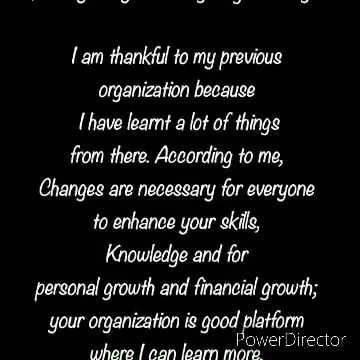 I am thankful to my previous
organization because
I have learnt a lot of things
from there. According to me,
Changes are necessary for everyone
to enhance your skills,
Knowledge and for
personal growth and financial growth;
your organization is good platform
where I can learn more.
PowerDirector